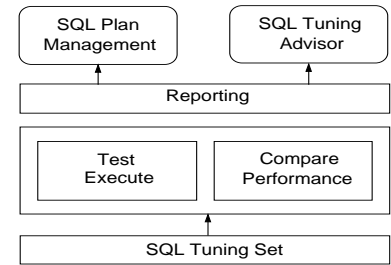 SQL Plan
Management
SQL Tuning
Advisor
Reporting
Test
Execute
Compare
Performance
SQL Tuning Set